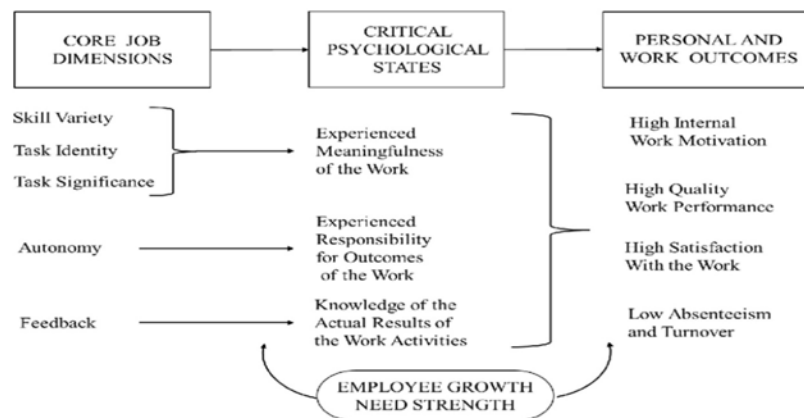 CORE JOB
DIMENSIONS
CRITICAL
PSYCHOLOGICAL
STATES
PERSONAL AND
WORK OUTCOMES
Skill Variety
Task Identity
Task Significance
Autonomy
Feedback
Experienced
Meaningfulness
of the Work
Experienced
Responsibility
for Outcomes
of the Work
Knowledge of the
Actual Results of
the Work Activities
High Internal
Work Motivation
High Quality
Work Performance
High Satisfaction
With the Work
Low Absenteeism
and Turnover
EMPLOYEE GROWTH
NEED STRENGTH